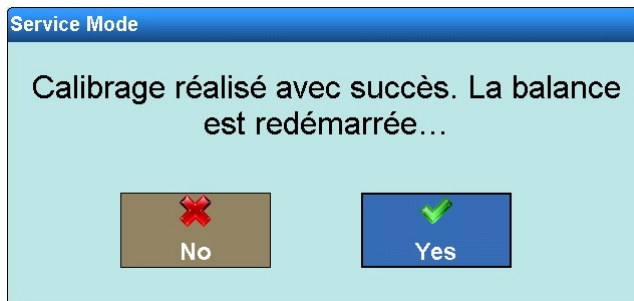 Service Mode
Calibrage réalisé avec succès. La balance
est redémarrée...
No
Yes